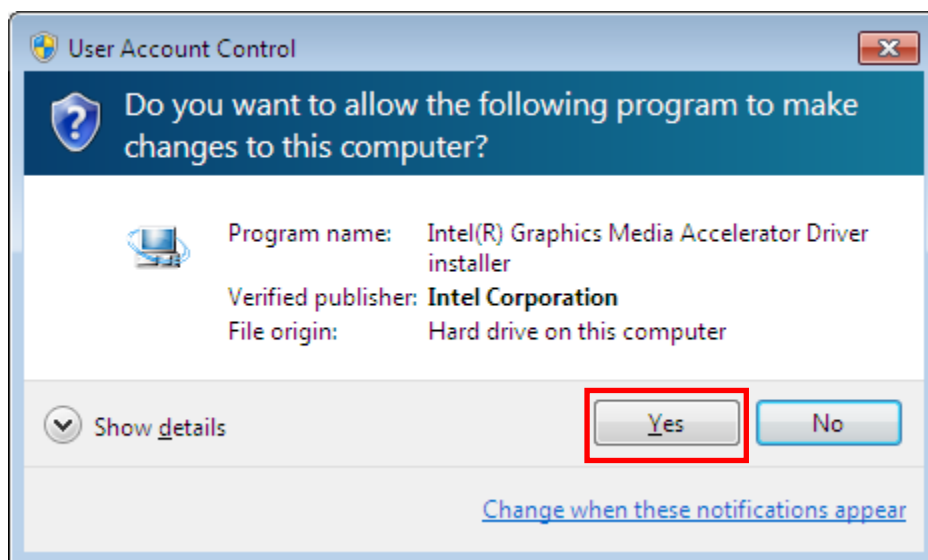 User Account Control
Do you want to allow the following program to make
changes to this computer?
Program name: Intel(R) Graphics Media Accelerator Driver
installer
Verified publisher: Intel Corporation
File origin: Hard drive on this computer
Show details Yes No
Change when these notifications appear